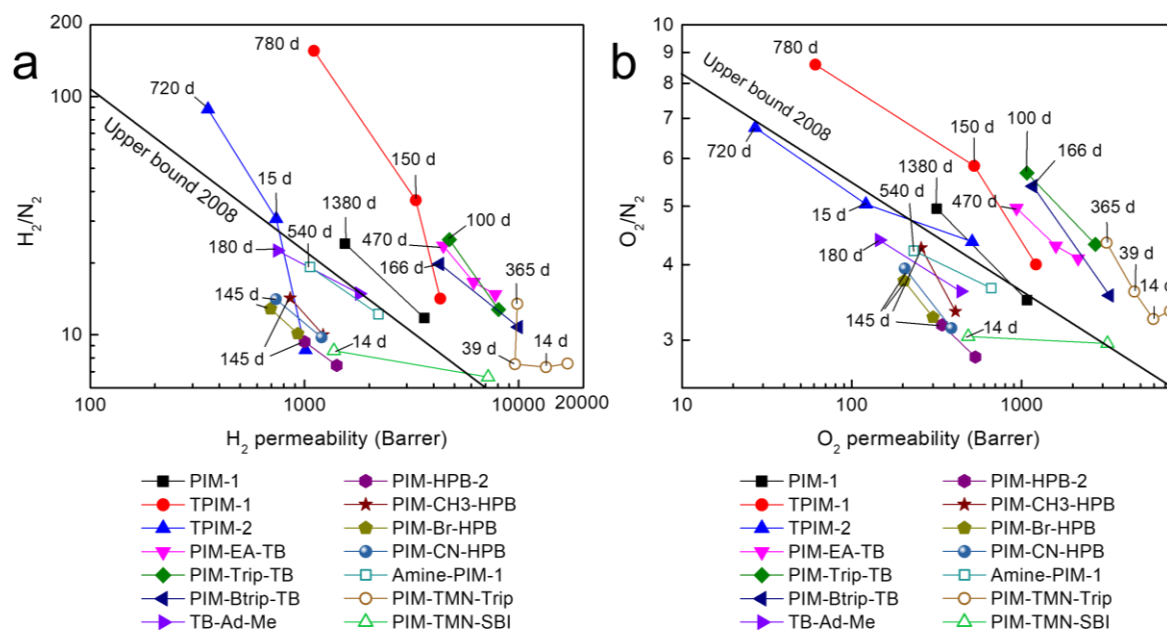 a
200
100
10
H2/N2
780 d
720 d
Upper bound 2008
15 d
150 d
1380 d
180 d
540 d
470 d
100 d
166 d
365 d
145 d
145 d
14 d
39 d
14 d
100
1000
10000
20000
H2 permeability (Barrer)
b
10
9
8
7
6
5
4
3
O2/N2
780 d
Upper bound 2008
720 d
150 d
100 d
1380 d
166 d
540 d
470 d
15 d
365 d
180 d
39 d
145 d
14 d
14 d
10
100
1000
O2 permeability (Barrer)
PIM-1
TPIM-1
TPIM-2
PIM-EA-TB
PIM-Trip-TB
PIM-Btrip-TB
TB-Ad-Me
PIM-HPB-2
PIM-CH3-HPB
PIM-Br-HPB
PIM-CN-HPB
Amine-PIM-1
PIM-TMN-Trip
PIM-TMN-SBI
PIM-1
TPIM-1
TPIM-2
PIM-EA-TB
PIM-Trip-TB
PIM-Btrip-TB
TB-Ad-Me
PIM-HPB-2
PIM-CH3-HPB
PIM-Br-HPB
PIM-CN-HPB
Amine-PIM-1
PIM-TMN-Trip
PIM-TMN-SBI